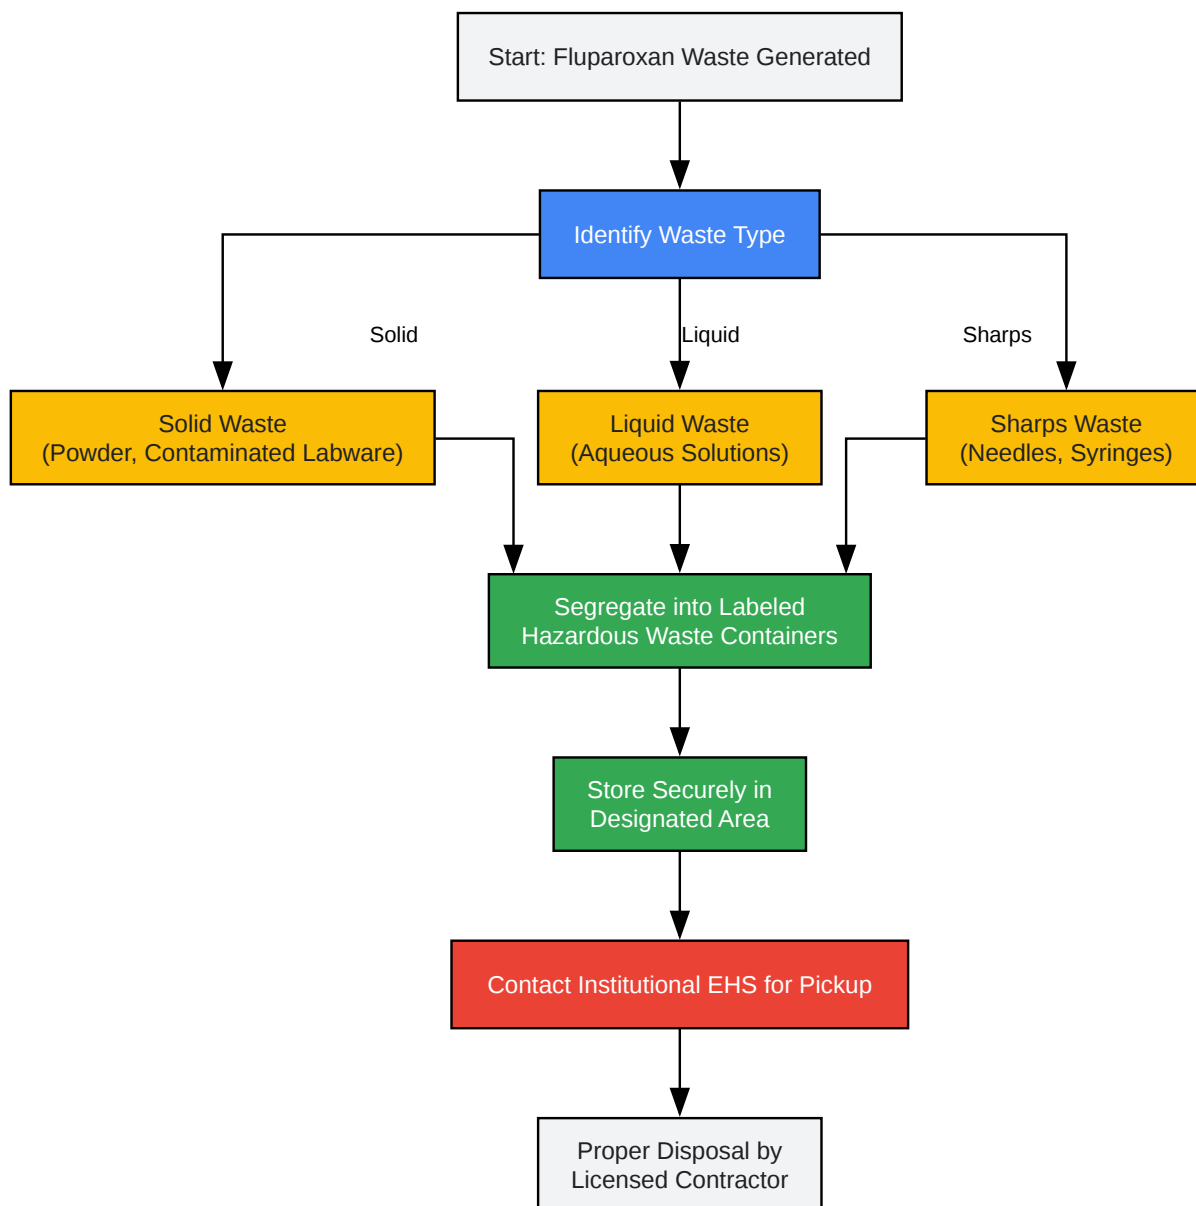 Start: Fluparoxan Waste Generated
Identify Waste Type
Solid
Liquid
Sharps
Solid Waste
(Powder, Contaminated Labware)
Liquid Waste
(Aqueous Solutions)
Sharps Waste
(Needles, Syringes)
Segregate into Labeled
Hazardous Waste Containers
Store Securely in
Designated Area
Contact Institutional EHS for Pickup
Proper Disposal by
Licensed Contractor